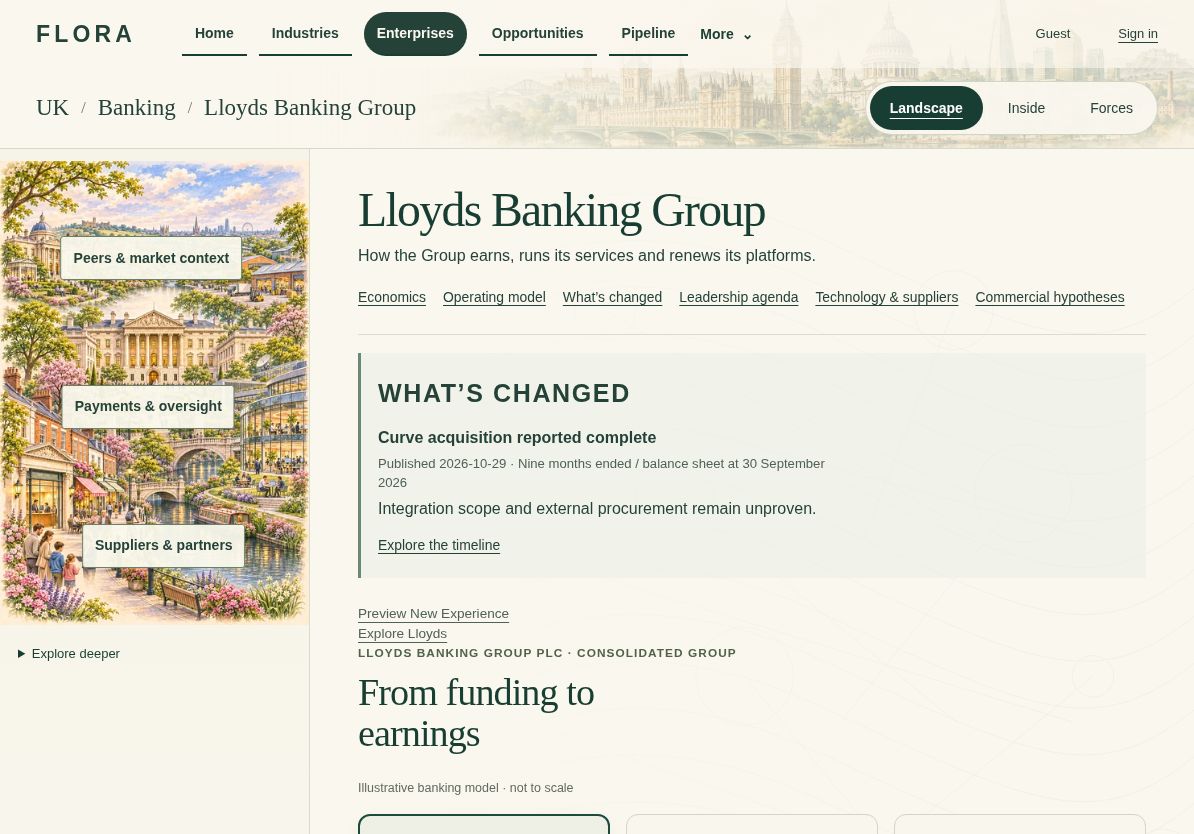 FLORA
Home
Industries
Enterprises
Opportunities
Pipeline
More
Guest
Sign in
UK / Banking / Lloyds Banking Group
Landscape
Inside
Forces
Peers & market context
Payments & oversight
Suppliers & partners
Explore deeper
Lloyds Banking Group
How the Group earns, runs its services and renews its platforms.
Economics
Operating model
What's changed
Leadership agenda
Technology & suppliers
Commercial hypotheses
WHAT'S CHANGED
Curve acquisition reported complete
Published 2026-10-29 · Nine months ended / balance sheet at 30 September
2026
Integration scope and external procurement remain unproven.
Explore the timeline
Preview New Experience
Explore Lloyds
LLOYDS BANKING GROUP PLC · CONSOLIDATED GROUP
From funding to
earnings
Illustrative banking model · not to scale